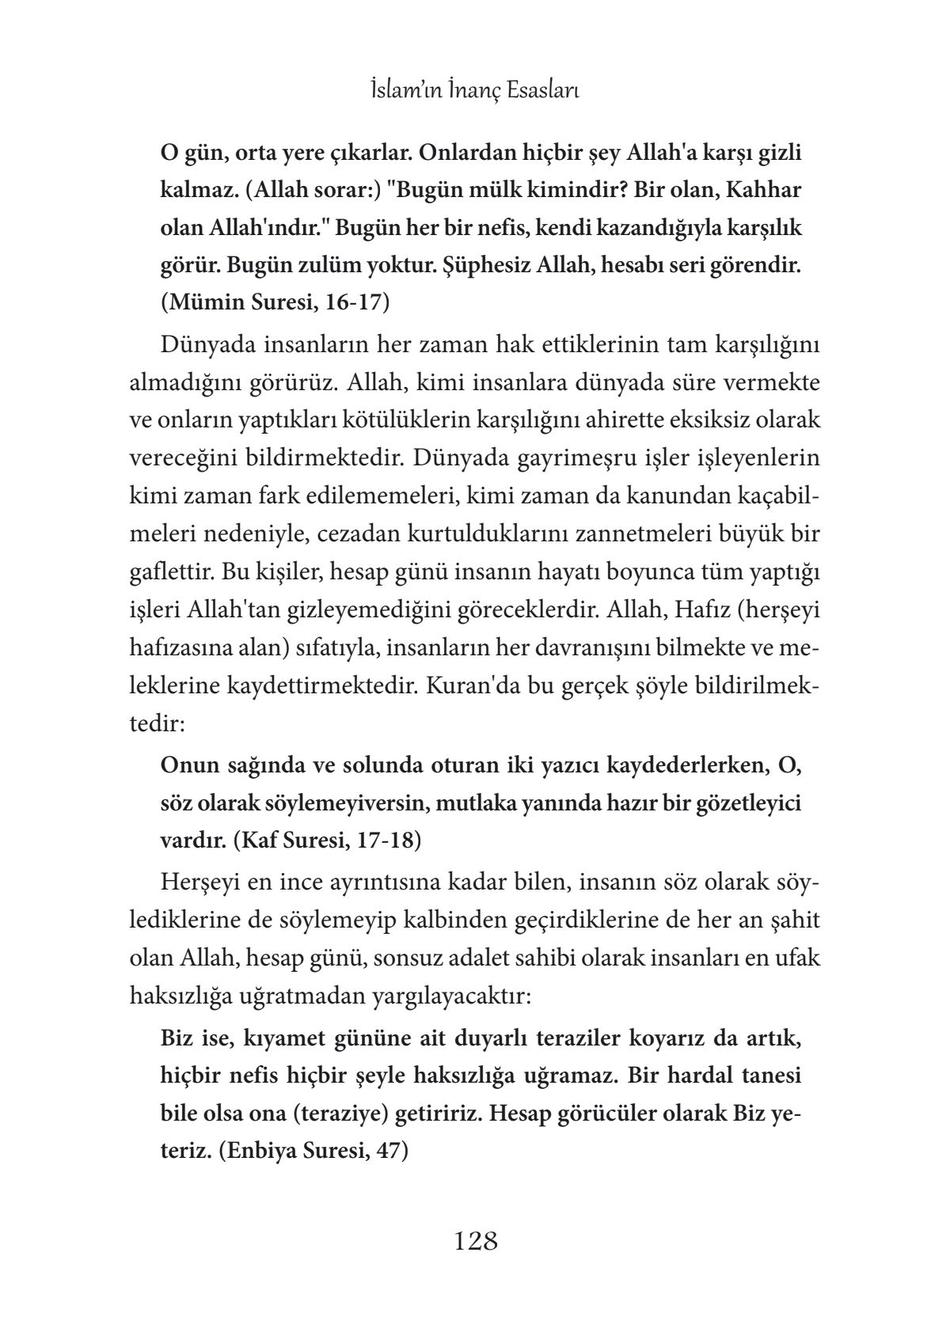 İslam’ın İnanç Esasları
O gün, orta yere çıkarlar. Onlardan hiçbir şey Allah'a karşı gizli
kalmaz. (Allah sorar:) "Bugün mülk kimindir? Bir olan, Kahhar
olan Allah'ındır." Bugün her bir nefis, kendi kazandığıyla karşılık
görür. Bugün zulüm yoktur. Şüphesiz Allah, hesabı seri görendir.
(Mümin Suresi, 16-17)
Dünyada insanların her zaman hak ettiklerinin tam karşılığını
almadığını görürüz. Allah, kimi insanlara dünyada süre vermekte
ve onların yaptıkları kötülüklerin karşılığını ahirette eksiksiz olarak
vereceğini bildirmektedir. Dünyada gayrimeşru işler işleyenlerin
kimi zaman fark edilememeleri, kimi zaman da kanundan kaçabil-
meleri nedeniyle, cezadan kurtulduklarını zannetmeleri büyük bir
gaflettir. Bu kişiler, hesap günü insanın hayatı boyunca tüm yaptığı
işleri Allah'tan gizleyemediğini göreceklerdir. Allah, Hafız (herşeyi
hafızasına alan) sıfatıyla, insanların her davranışını bilmekte ve me-
leklerine kaydettirmektedir. Kuran'da bu gerçek şöyle bildirilmek-
tedir:
Onun sağında ve solunda oturan iki yazıcı kaydederlerken, O,
söz olarak söylemeyiversin, mutlaka yanında hazır bir gözetleyici
vardır. (Kaf Suresi, 17-18)
Herşeyi en ince ayrıntısına kadar bilen, insanın söz olarak söy-
lediklerine de söylemeyip kalbinden geçirdiklerine de her an şahit
olan Allah, hesap günü, sonsuz adalet sahibi olarak insanları en ufak
haksızlığa uğratmadan yargılayacaktır:
Biz ise, kıyamet gününe ait duyarlı teraziler koyarız da artık,
hiçbir nefis hiçbir şeyle haksızlığa uğramaz. Bir hardal tanesi
bile olsa ona (teraziye) getiririz. Hesap görücüler olarak Biz ye-
teriz. (Enbiya Suresi, 47)
128